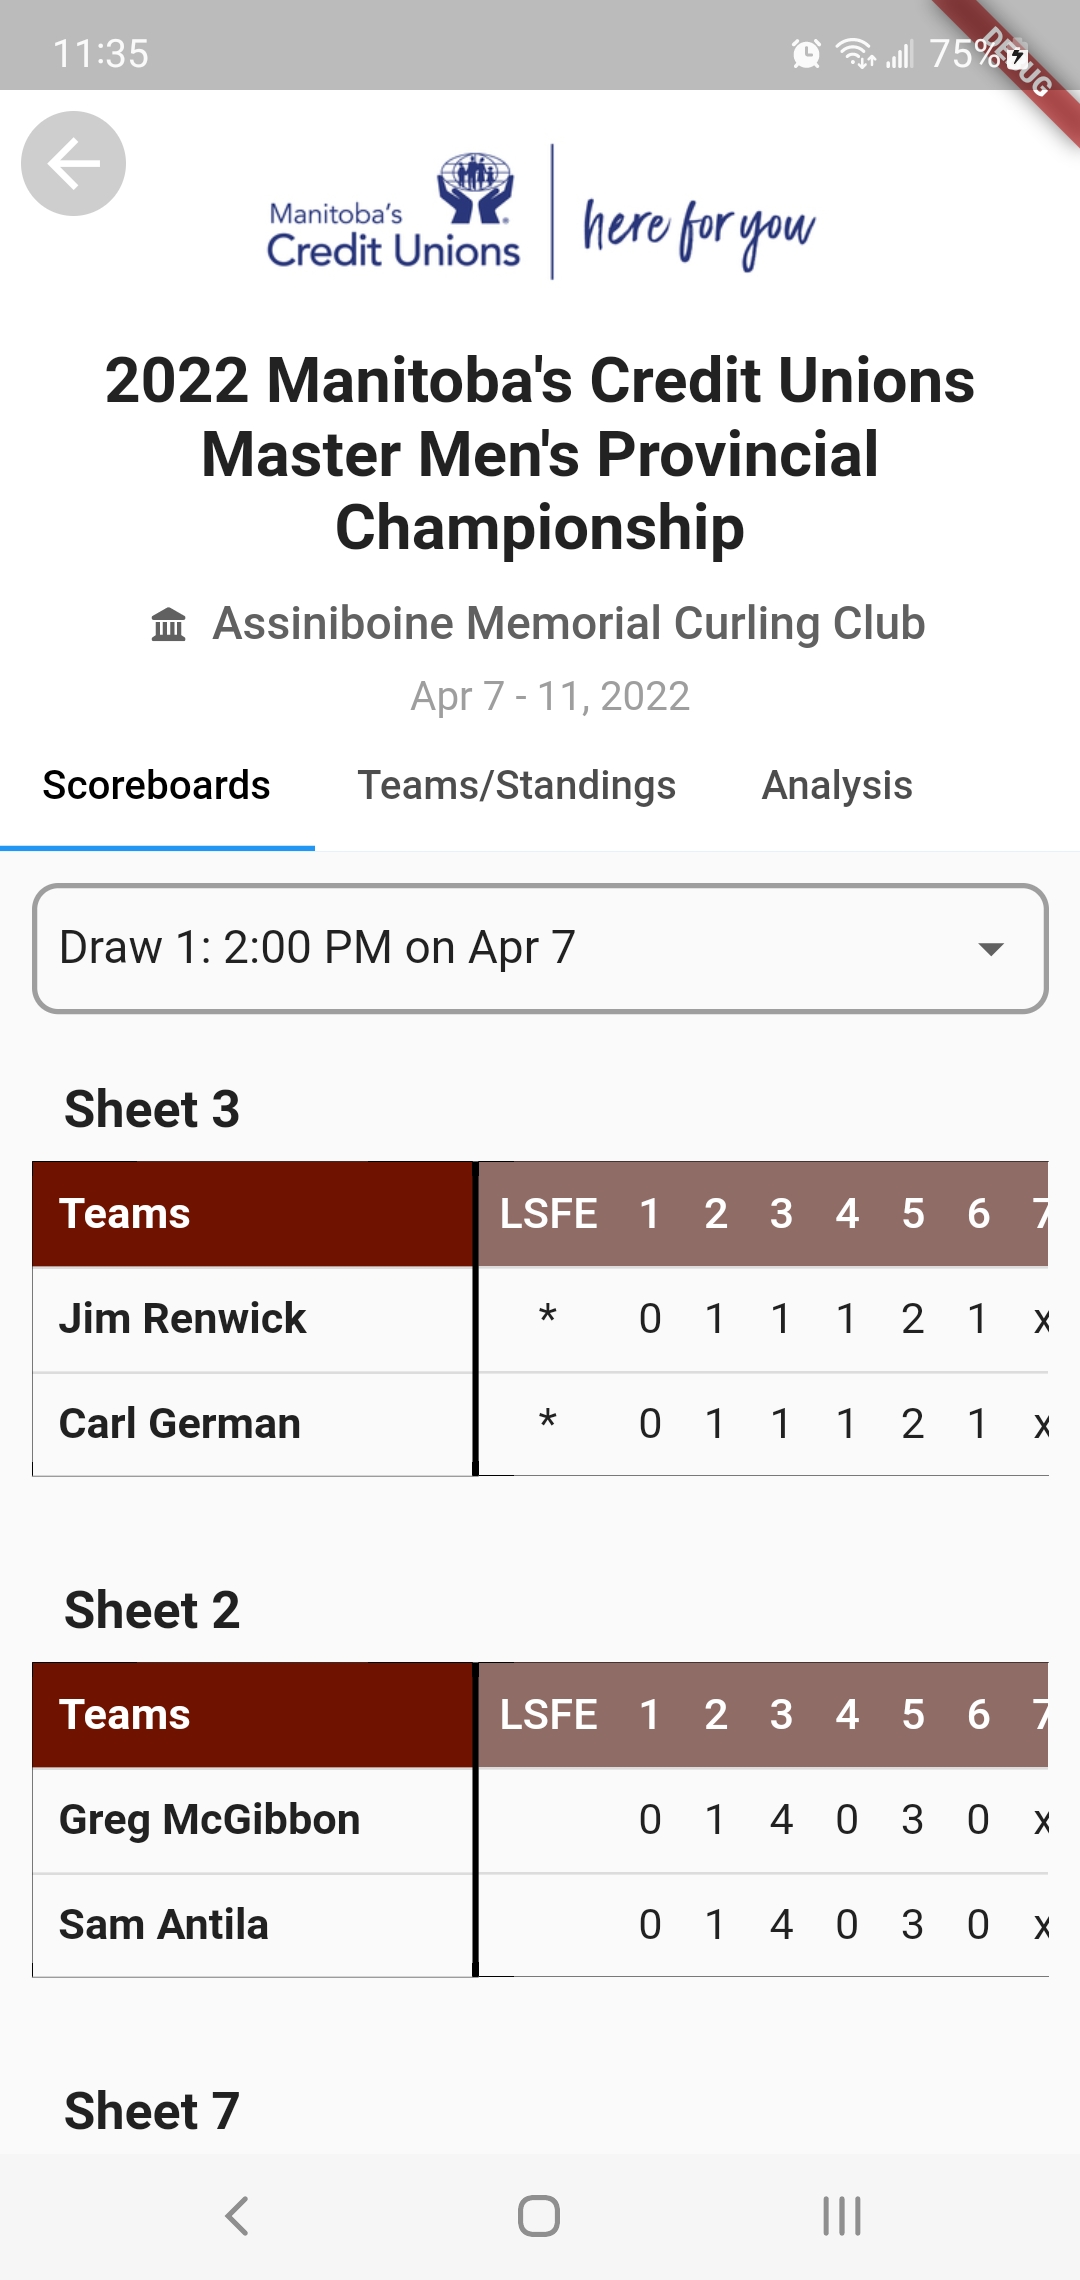 11:35
75%
DEBUG
Manitoba's
Credit Unions
here for you
2022 Manitoba's Credit Unions
Master Men's Provincial
Championship
Assiniboine Memorial Curling Club
Apr 7 - 11, 2022
Scoreboards Teams/Standings Analysis
Draw 1: 2:00 PM on Apr 7
Sheet 3
Teams LSFE 1 2 3 4 5 6 7
Jim Renwick * 0 1 1 1 2 1 x
Carl German * 0 1 1 1 2 1 x
Sheet 2
Teams LSFE 1 2 3 4 5 6 7
Greg McGibbon 0 1 4 0 3 0 x
Sam Antila 0 1 4 0 3 0 x
Sheet 7